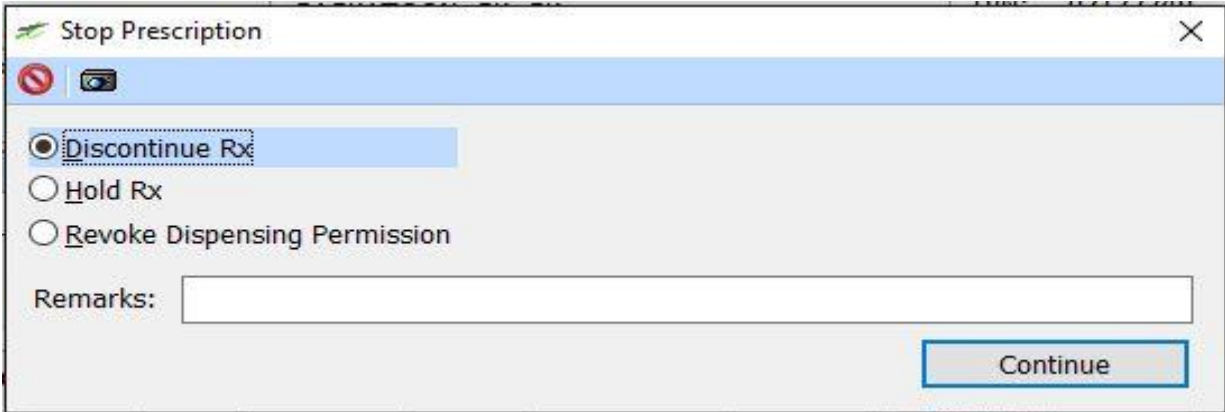 Stop Prescription
Discontinue Rx
Hold Rx
Revoke Dispensing Permission
Remarks:
Continue